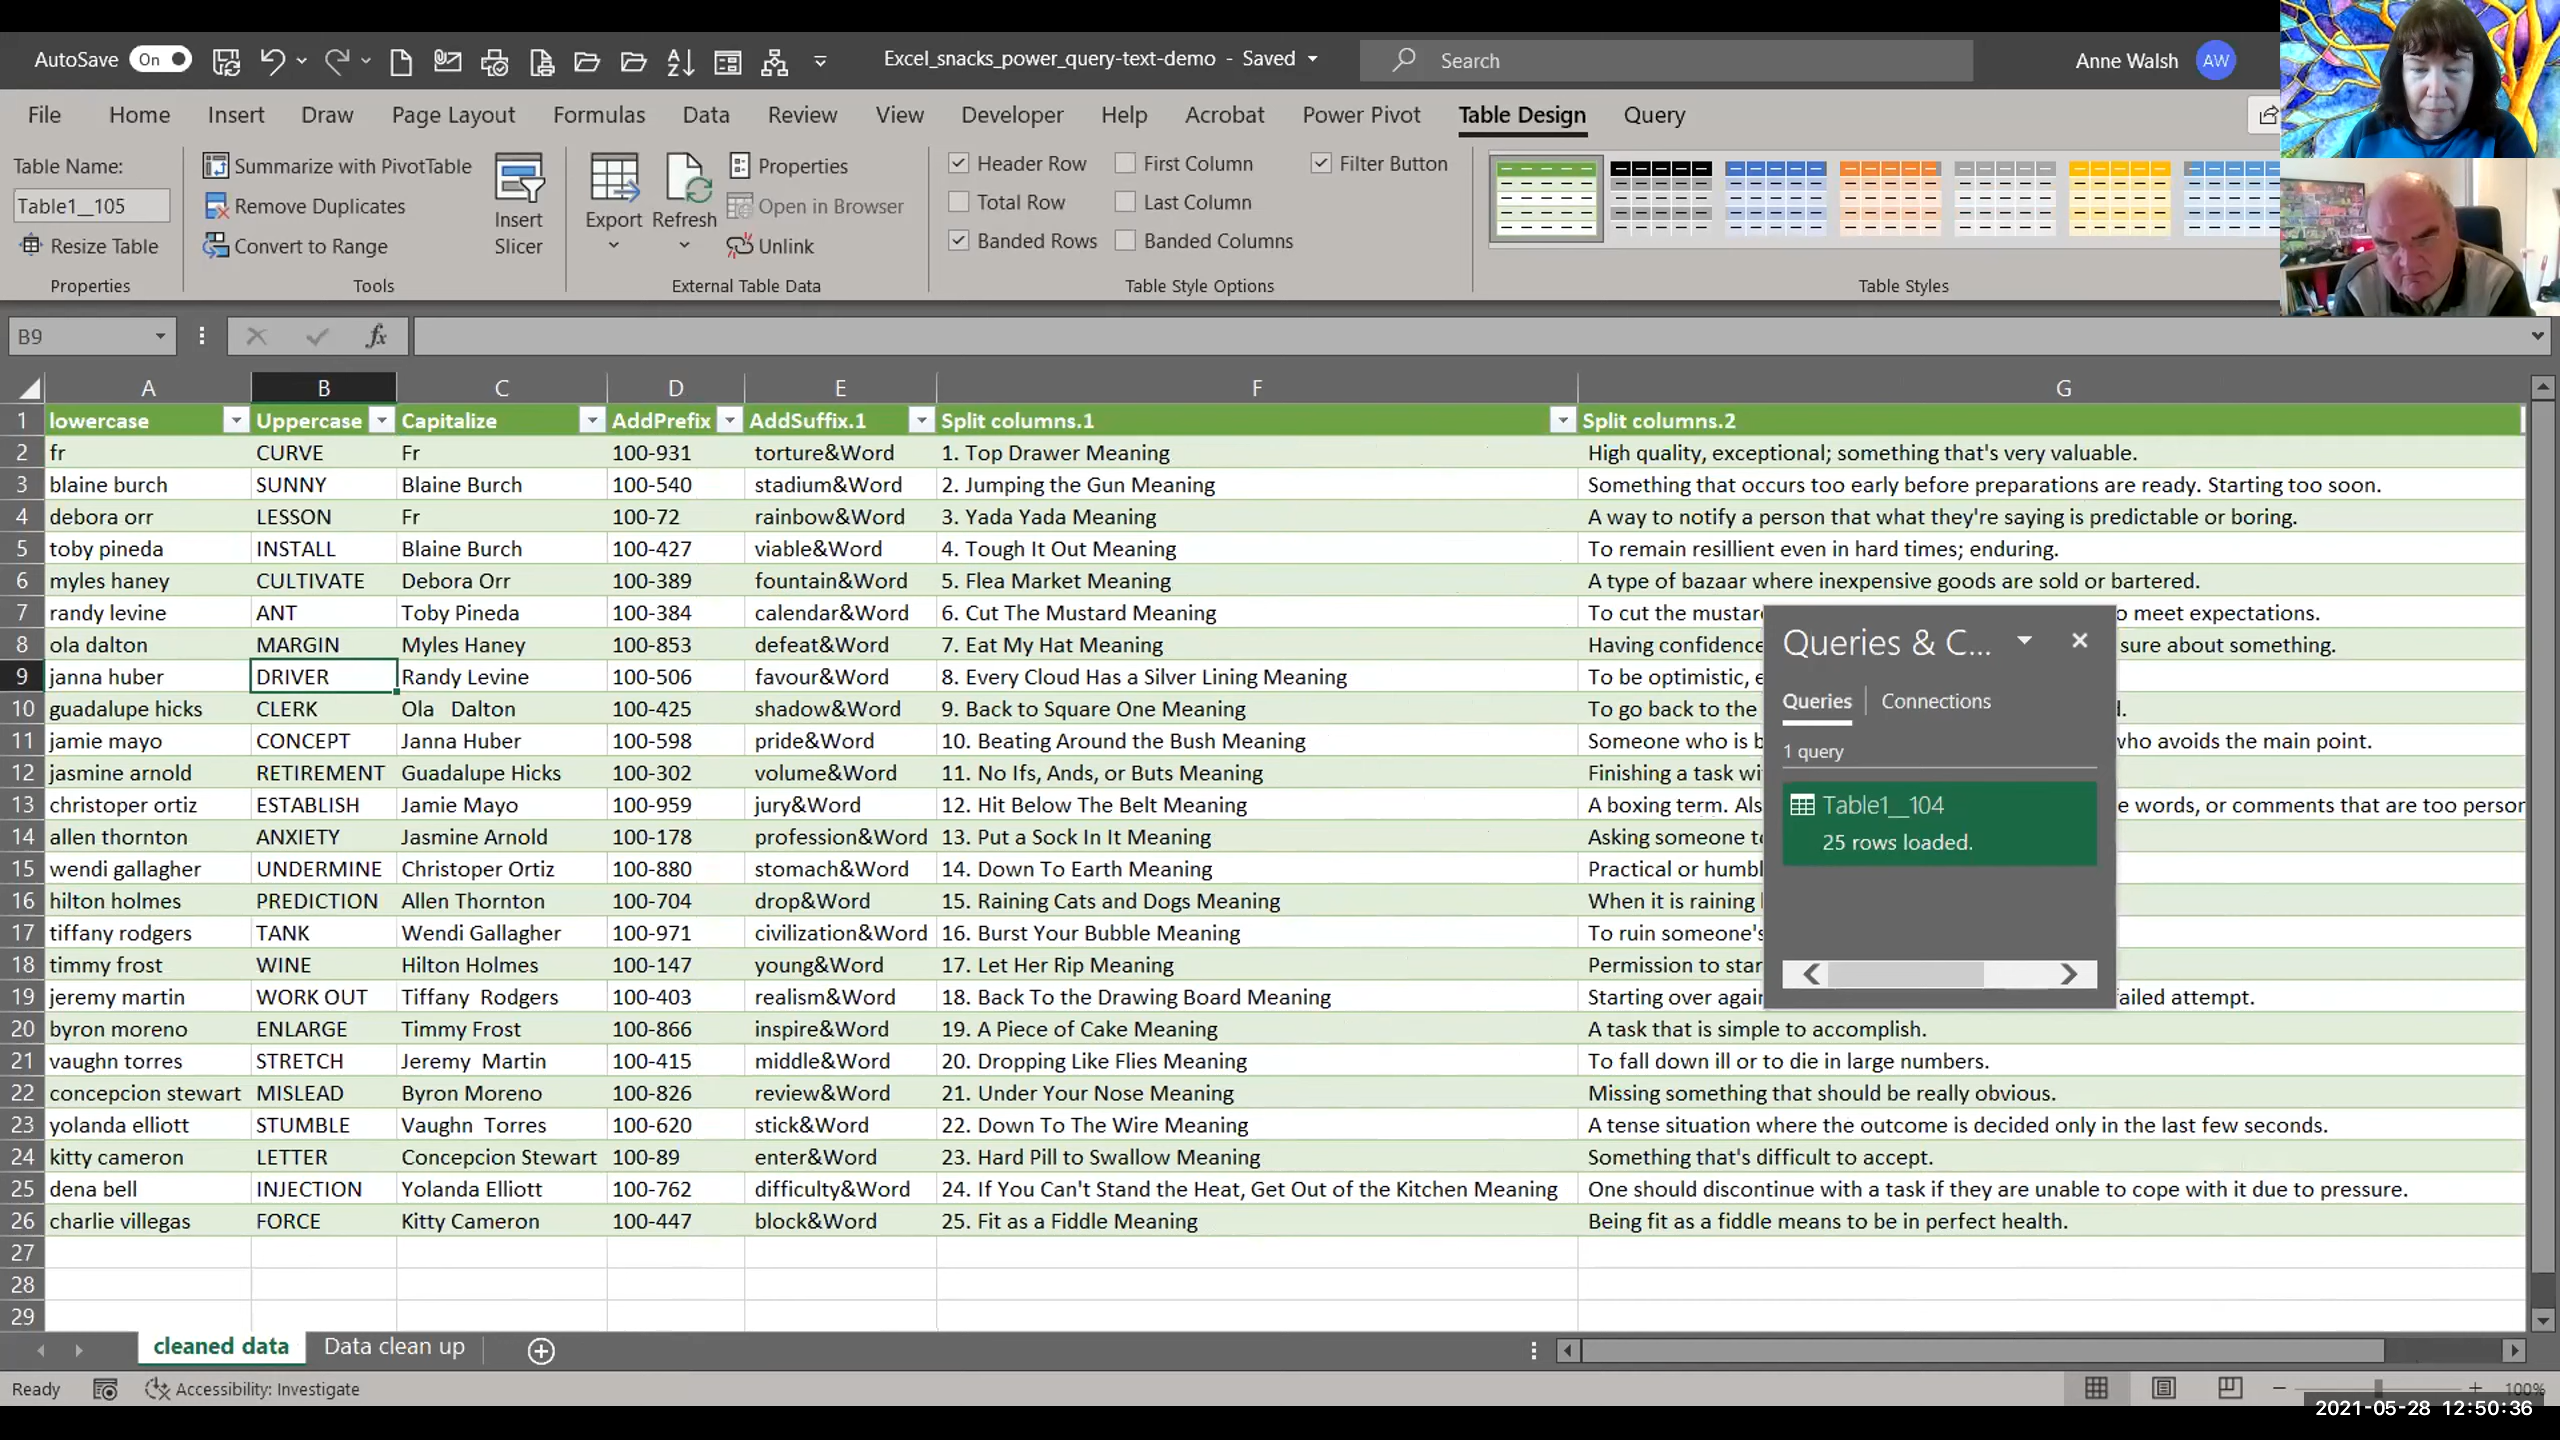 AutoSave On Excel_snacks_power_query-text-demo - Saved Search Anne Walsh AW
File Home Insert Draw Page Layout Formulas Data Review View Developer Help Acrobat Power Pivot Table Design Query
Table Name:
Table1__105
Resize Table
Properties
Summarize with PivotTable
Remove Duplicates
Convert to Range
Insert Slicer
Tools
Export
Refresh
Properties
Open in Browser
Unlink
External Table Data
Header Row First Column Filter Button
Total Row Last Column
Banded Rows Banded Columns
Table Style Options
Table Styles
B9 fx
A B C D E F G
1 lowercase Uppercase Capitalize AddPrefix AddSuffix.1 Split columns.1 Split columns.2
2 fr CURVE Fr 100-931 torture&Word 1. Top Drawer Meaning High quality, exceptional; something that's very valuable.
3 blaine burch SUNNY Blaine Burch 100-540 stadium&Word 2. Jumping the Gun Meaning Something that occurs too early before preparations are ready. Starting too soon.
4 debora orr LESSON Fr 100-72 rainbow&Word 3. Yada Yada Meaning A way to notify a person that what they're saying is predictable or boring.
5 toby pineda INSTALL Blaine Burch 100-427 viable&Word 4. Tough It Out Meaning To remain resillient even in hard times; enduring.
6 myles haney CULTIVATE Debora Orr 100-389 fountain&Word 5. Flea Market Meaning A type of bazaar where inexpensive goods are sold or bartered.
7 randy levine ANT Toby Pineda 100-384 calendar&Word 6. Cut The Mustard Meaning To cut the mustar o meet expectations.
8 ola dalton MARGIN Myles Haney 100-853 defeat&Word 7. Eat My Hat Meaning Having confidence sure about something.
9 janna huber DRIVER Randy Levine 100-506 favour&Word 8. Every Cloud Has a Silver Lining Meaning To be optimistic, e
10 guadalupe hicks CLERK Ola   Dalton 100-425 shadow&Word 9. Back to Square One Meaning To go back to the
11 jamie mayo CONCEPT Janna Huber 100-598 pride&Word 10. Beating Around the Bush Meaning Someone who is b who avoids the main point.
12 jasmine arnold RETIREMENT Guadalupe Hicks 100-302 volume&Word 11. No Ifs, Ands, or Buts Meaning Finishing a task wi
13 christoper ortiz ESTABLISH Jamie Mayo 100-959 jury&Word 12. Hit Below The Belt Meaning A boxing term. Als e words, or comments that are too person
14 allen thornton ANXIETY Jasmine Arnold 100-178 profession&Word 13. Put a Sock In It Meaning Asking someone t
15 wendi gallagher UNDERMINE Christoper Ortiz 100-880 stomach&Word 14. Down To Earth Meaning Practical or humbl
16 hilton holmes PREDICTION Allen Thornton 100-704 drop&Word 15. Raining Cats and Dogs Meaning When it is raining
17 tiffany rodgers TANK Wendi Gallagher 100-971 civilization&Word 16. Burst Your Bubble Meaning To ruin someone's
18 timmy frost WINE Hilton Holmes 100-147 young&Word 17. Let Her Rip Meaning Permission to star
19 jeremy martin WORK OUT Tiffany  Rodgers 100-403 realism&Word 18. Back To the Drawing Board Meaning Starting over agair ailed attempt.
20 byron moreno ENLARGE Timmy Frost 100-866 inspire&Word 19. A Piece of Cake Meaning A task that is simple to accomplish.
21 vaughn torres STRETCH Jeremy  Martin 100-415 middle&Word 20. Dropping Like Flies Meaning To fall down ill or to die in large numbers.
22 concepcion stewart MISLEAD Byron Moreno 100-826 review&Word 21. Under Your Nose Meaning Missing something that should be really obvious.
23 yolanda elliott STUMBLE Vaughn  Torres 100-620 stick&Word 22. Down To The Wire Meaning A tense situation where the outcome is decided only in the last few seconds.
24 kitty cameron LETTER Concepcion Stewart 100-89 enter&Word 23. Hard Pill to Swallow Meaning Something that's difficult to accept.
25 dena bell INJECTION Yolanda Elliott 100-762 difficulty&Word 24. If You Can't Stand the Heat, Get Out of the Kitchen Meaning One should discontinue with a task if they are unable to cope with it due to pressure.
26 charlie villegas FORCE Kitty Cameron 100-447 block&Word 25. Fit as a Fiddle Meaning Being fit as a fiddle means to be in perfect health.
27
28
29
Queries & C...
Queries Connections
1 query
Table1__104
25 rows loaded.
cleaned data Data clean up
Ready Accessibility: Investigate 100%
2021-05-28 12:50:36